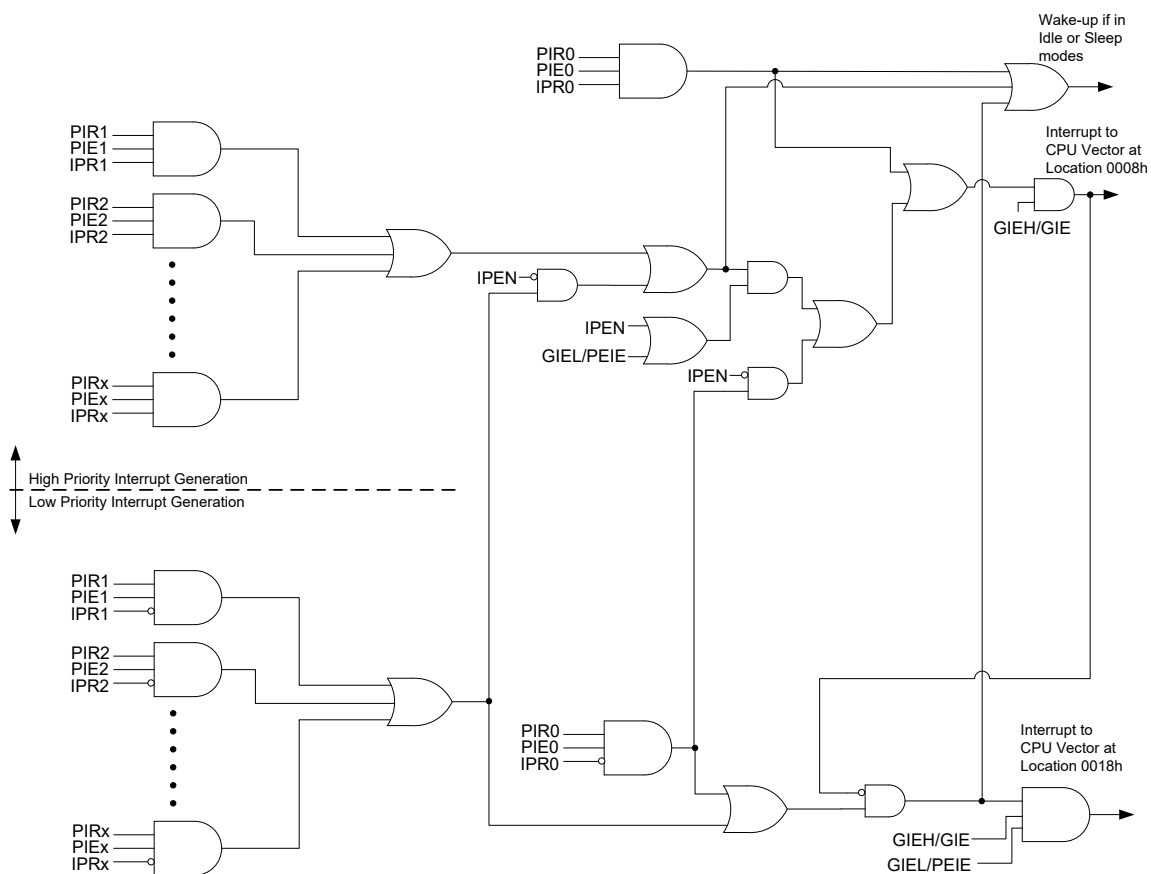 Wake-up if in
Idle or Sleep
modes
PIR0
PIE0
IPR0
PIR1
PIE1
IPR1
Interrupt to
CPU Vector at
Location 0008h
PIR2
PIE2
IPR2
GIEH/GIE
IPEN
IPEN
GIEL/PEIE
IPEN
PIRx
PIEx
IPRx
High Priority Interrupt Generation
Low Priority Interrupt Generation
PIR1
PIE1
IPR1
PIR2
PIE2
IPR2
PIR0
PIE0
IPR0
Interrupt to
CPU Vector at
Location 0018h
PIRx
PIEx
IPRx
GIEH/GIE
GIEL/PEIE